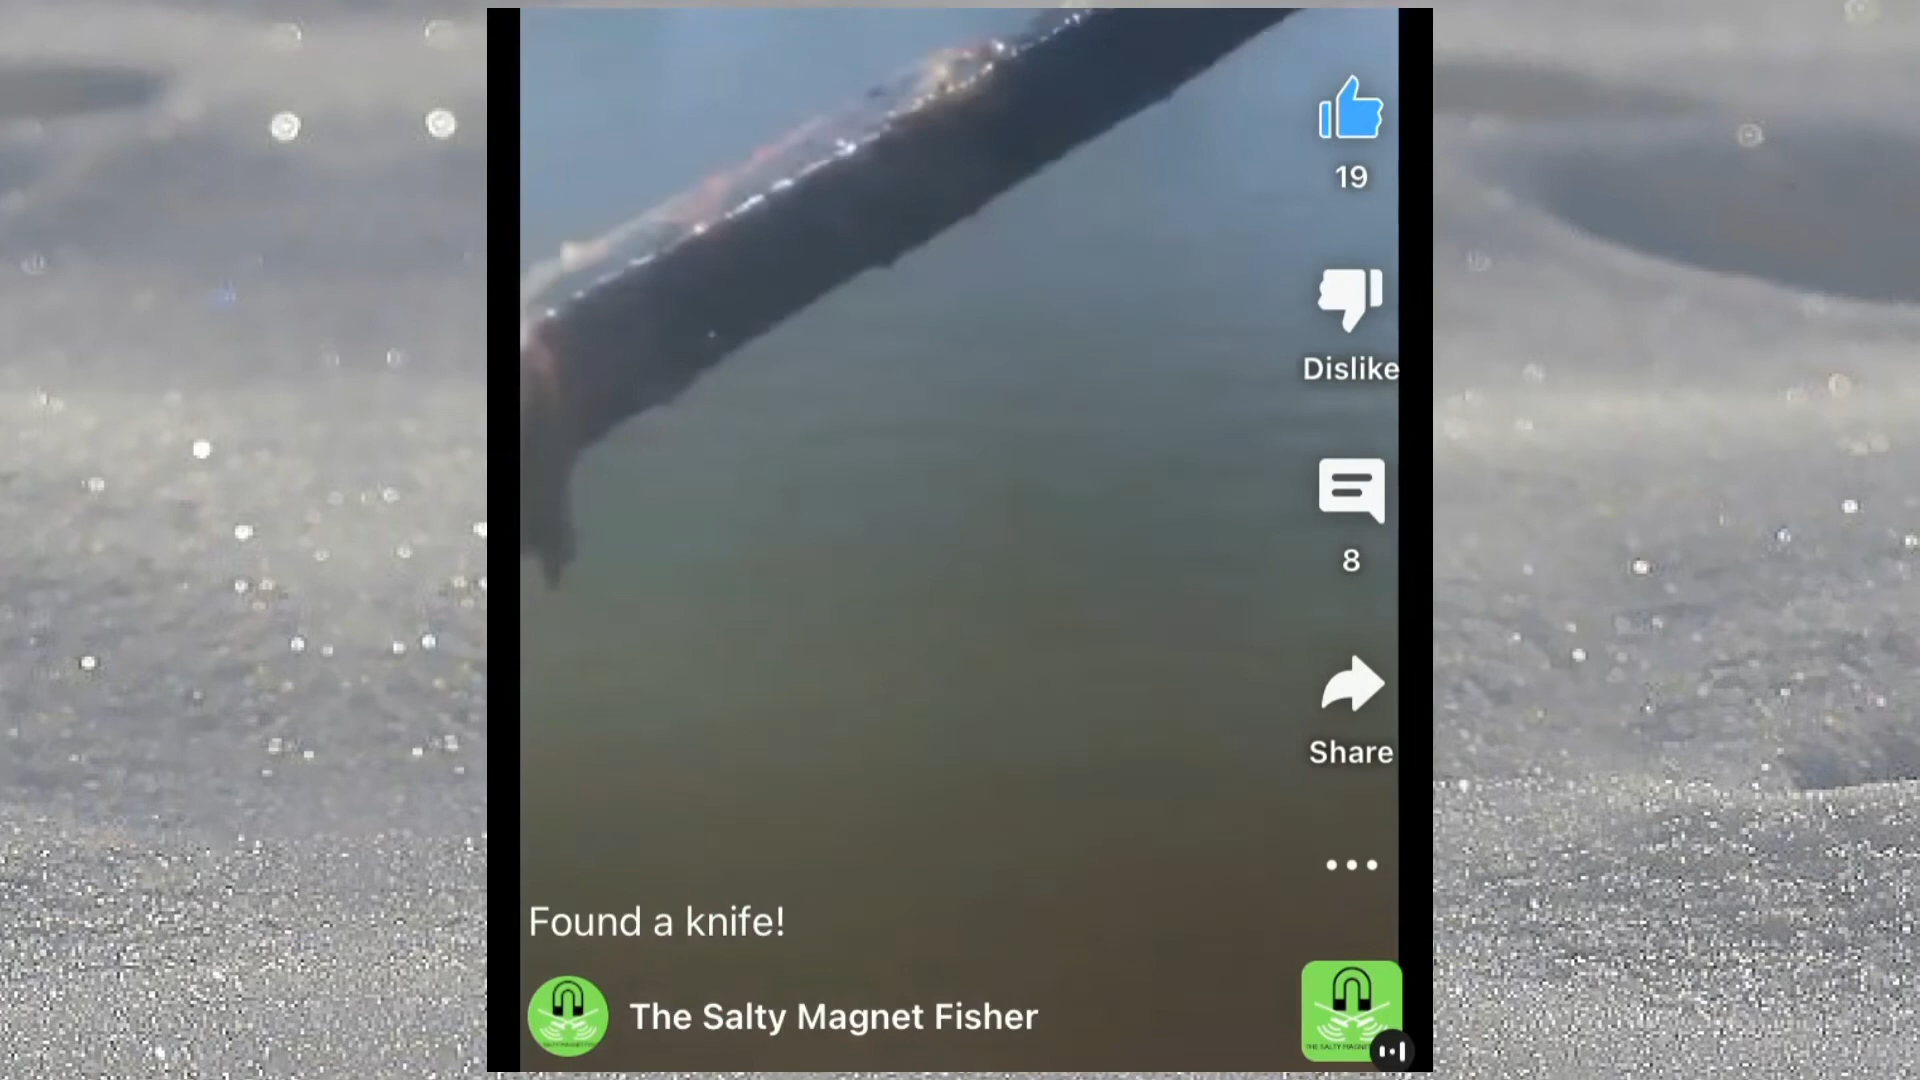 19
Dislike
8
Share
Found a knife!
The Salty Magnet Fisher